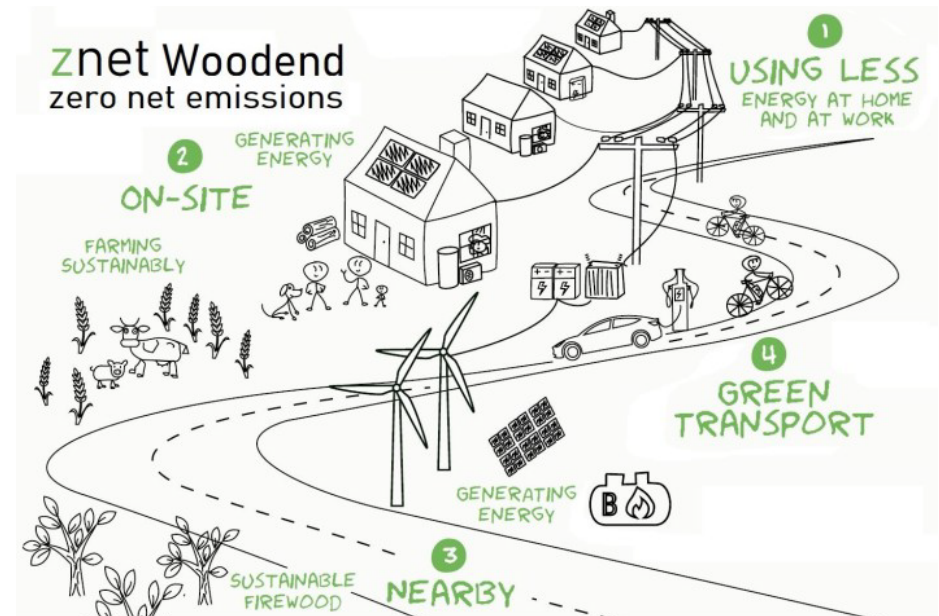 znet Woodend
zero net emissions
1
USING LESS
ENERGY AT HOME
AND AT WORK
2
GENERATING
ENERGY
ON-SITE
FARMING
SUSTAINABLY
4
GREEN
TRANSPORT
GENERATING
ENERGY
B
3
NEARBY
SUSTAINABLE
FIREWOOD